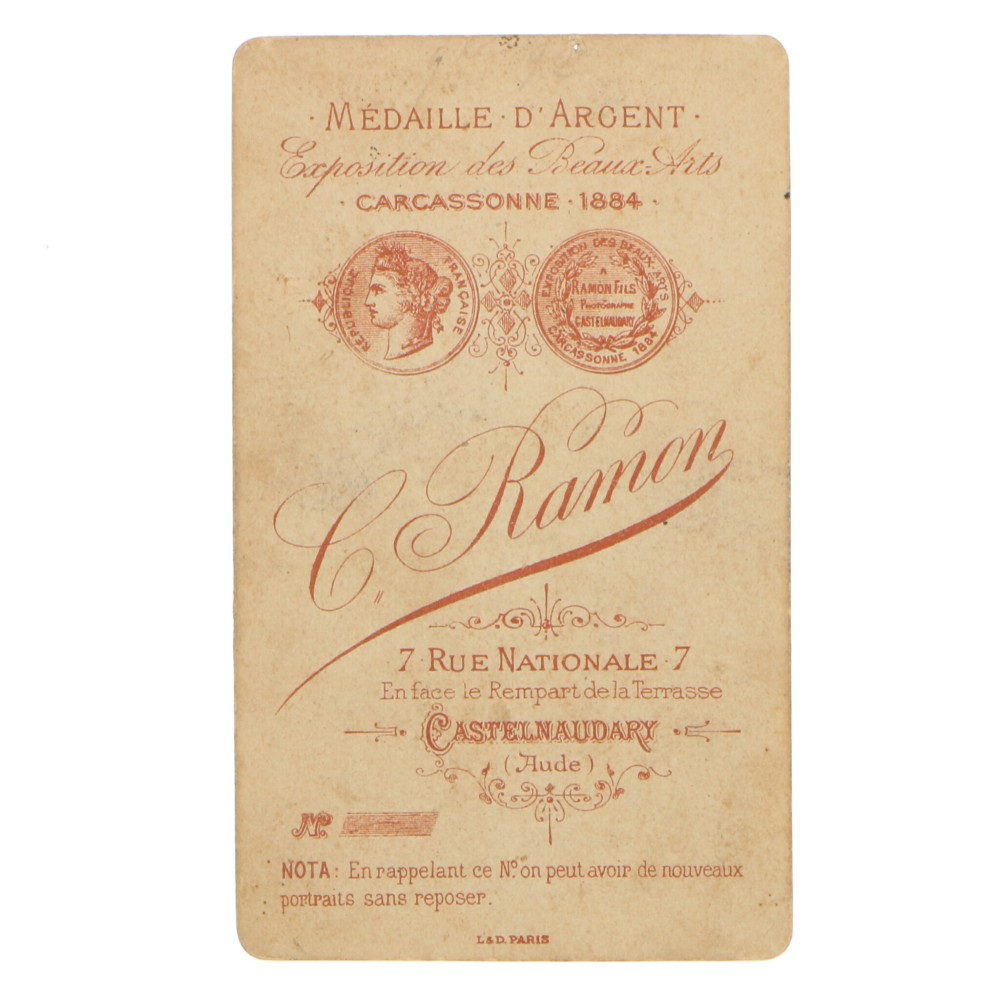 · MÉDAILLE · D'ARGENT ·
Exposition des Beaux-Arts
· CARCASSONNE · 1884 ·
RÉPUBLIQUE FRANÇAISE
EXPOSITION DES BEAUX-ARTS
A
RAMON FILS
PHOTOGRAPHE
CASTELNAUDARY
CARCASSONNE 1884
C. Ramon
7 · RUE NATIONALE · 7
En face le Rempart de la Terrasse
CASTELNAUDARY
(Aude)
No.
NOTA: En rappelant ce No. on peut avoir de nouveaux
portraits sans reposer.
L & D. PARIS